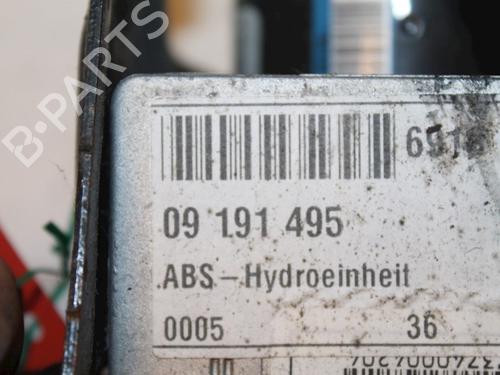 B-PARTS
09 191 495
ABS-Hydroeinheit
0005 36